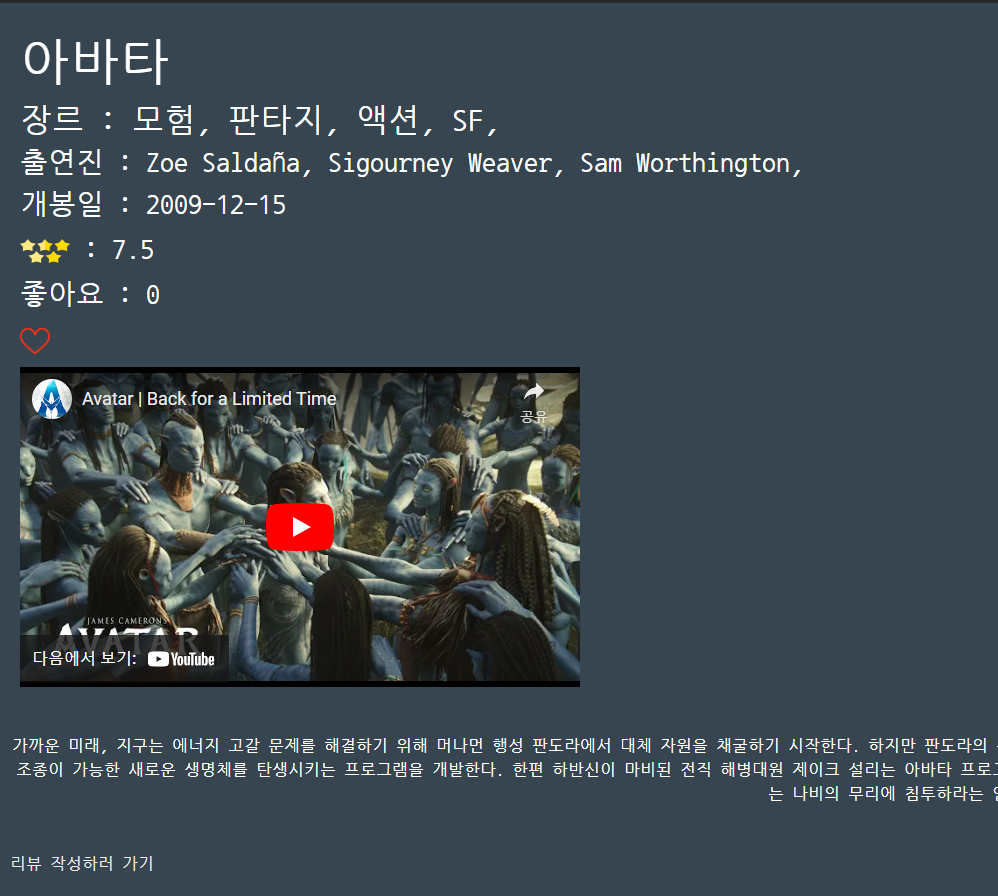 아바타
장르 : 모험, 판타지, 액션, SF,
출연진 : Zoe Saldaña, Sigourney Weaver, Sam Worthington,
개봉일 : 2009-12-15
: 7.5
좋아요 : 0
Avatar | Back for a Limited Time
공유
JAMES CAMERON'S
AVATAR
다음에서 보기: YouTube
가까운 미래, 지구는 에너지 고갈 문제를 해결하기 위해 머나먼 행성 판도라에서 대체 자원을 채굴하기 시작한다. 하지만 판도라의
조종이 가능한 새로운 생명체를 탄생시키는 프로그램을 개발한다. 한편 하반신이 마비된 전직 해병대원 제이크 설리는 아바타
는 나비의 무리에 침투하라는
리뷰 작성하러 가기